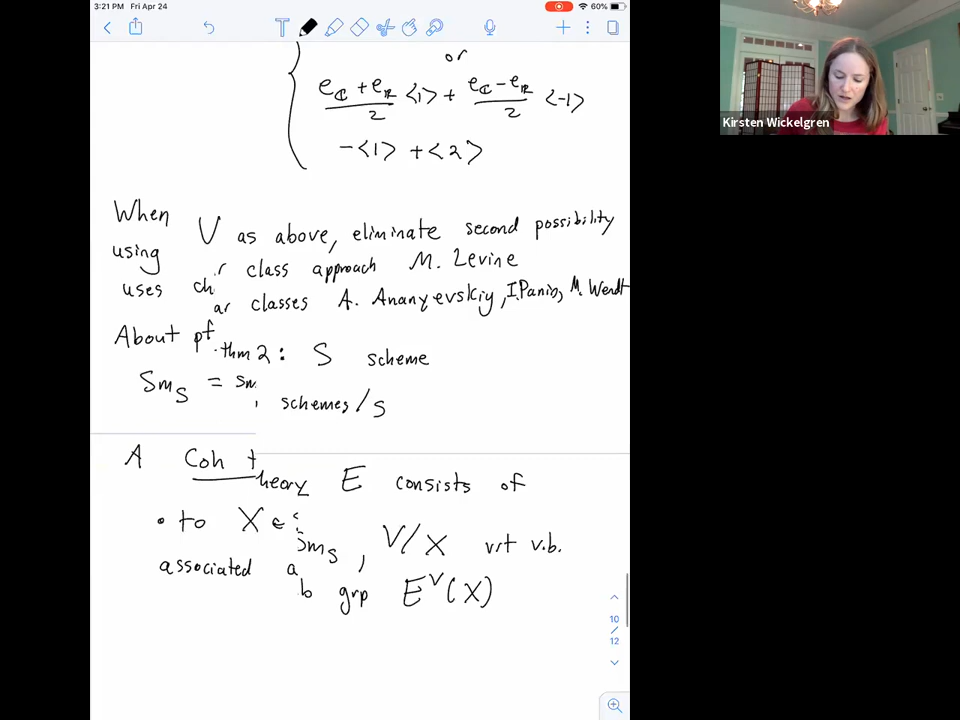 3:21 PM Fri Apr 24
60%
Kirsten Wickelgren
or
e_C + e_R / 2 <1> + e_C - e_R / 2 <-1>
- <1> + <2>
When V as above, eliminate second possibility
using r class approach M. Levine
uses char classes A. Ananyevskiy, I. Panin, M. Wendt
About pf thm 2: S scheme
Sm_S = sm. schemes/S
A Coh theory E consists of
• to X ∈ Sm_S, V/X vrt v.b.
associated ab grp E^V(X)
10
/
12